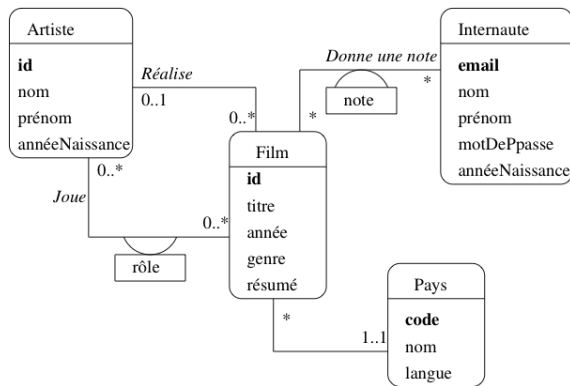 Artiste
id
nom
prénom
annéeNaissance
Réalise
0..1
0..*
Donne une note
*
*
note
Internaute
email
nom
prénom
motDePpasse
annéeNaissance
0..*
Joue
0..*
rôle
Film
id
titre
année
genre
résumé
*
1..1
Pays
code
nom
langue